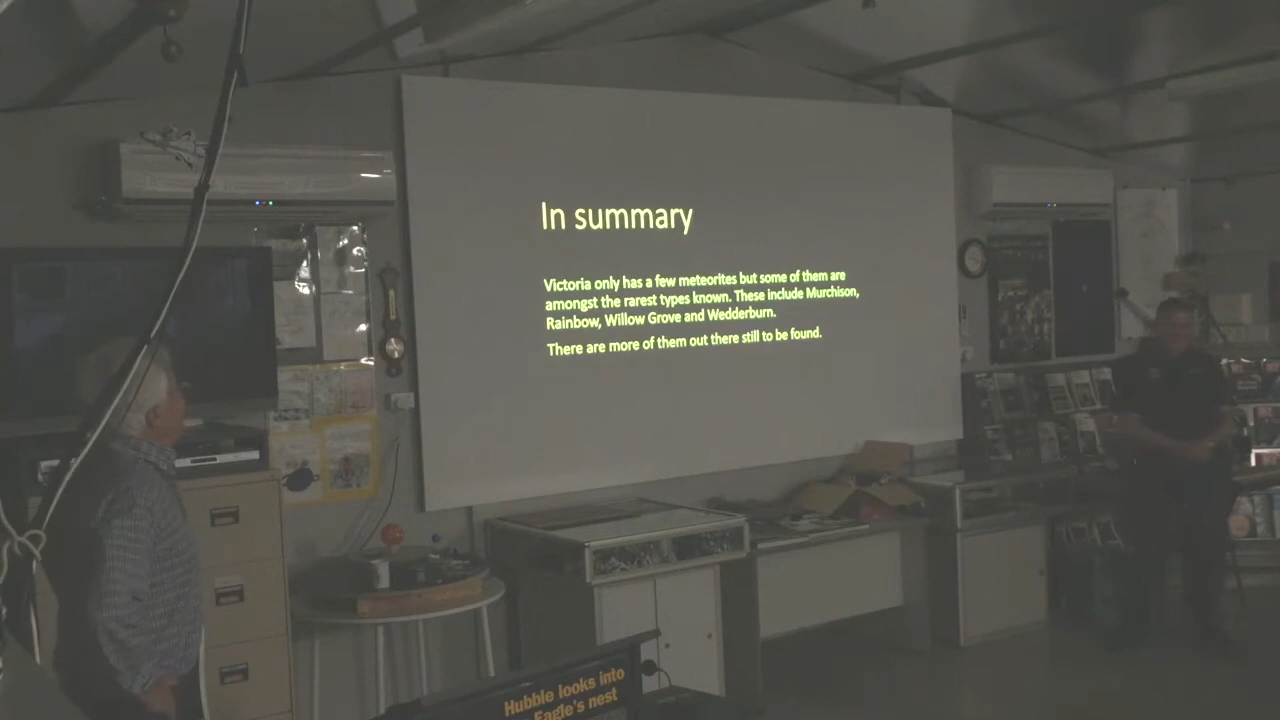 In summary
Victoria only has a few meteorites but some of them are
amongst the rarest types known. These include Murchison,
Rainbow, Willow Grove and Wedderburn.
There are more of them out there still to be found.
Hubble looks into
Eagle's nest